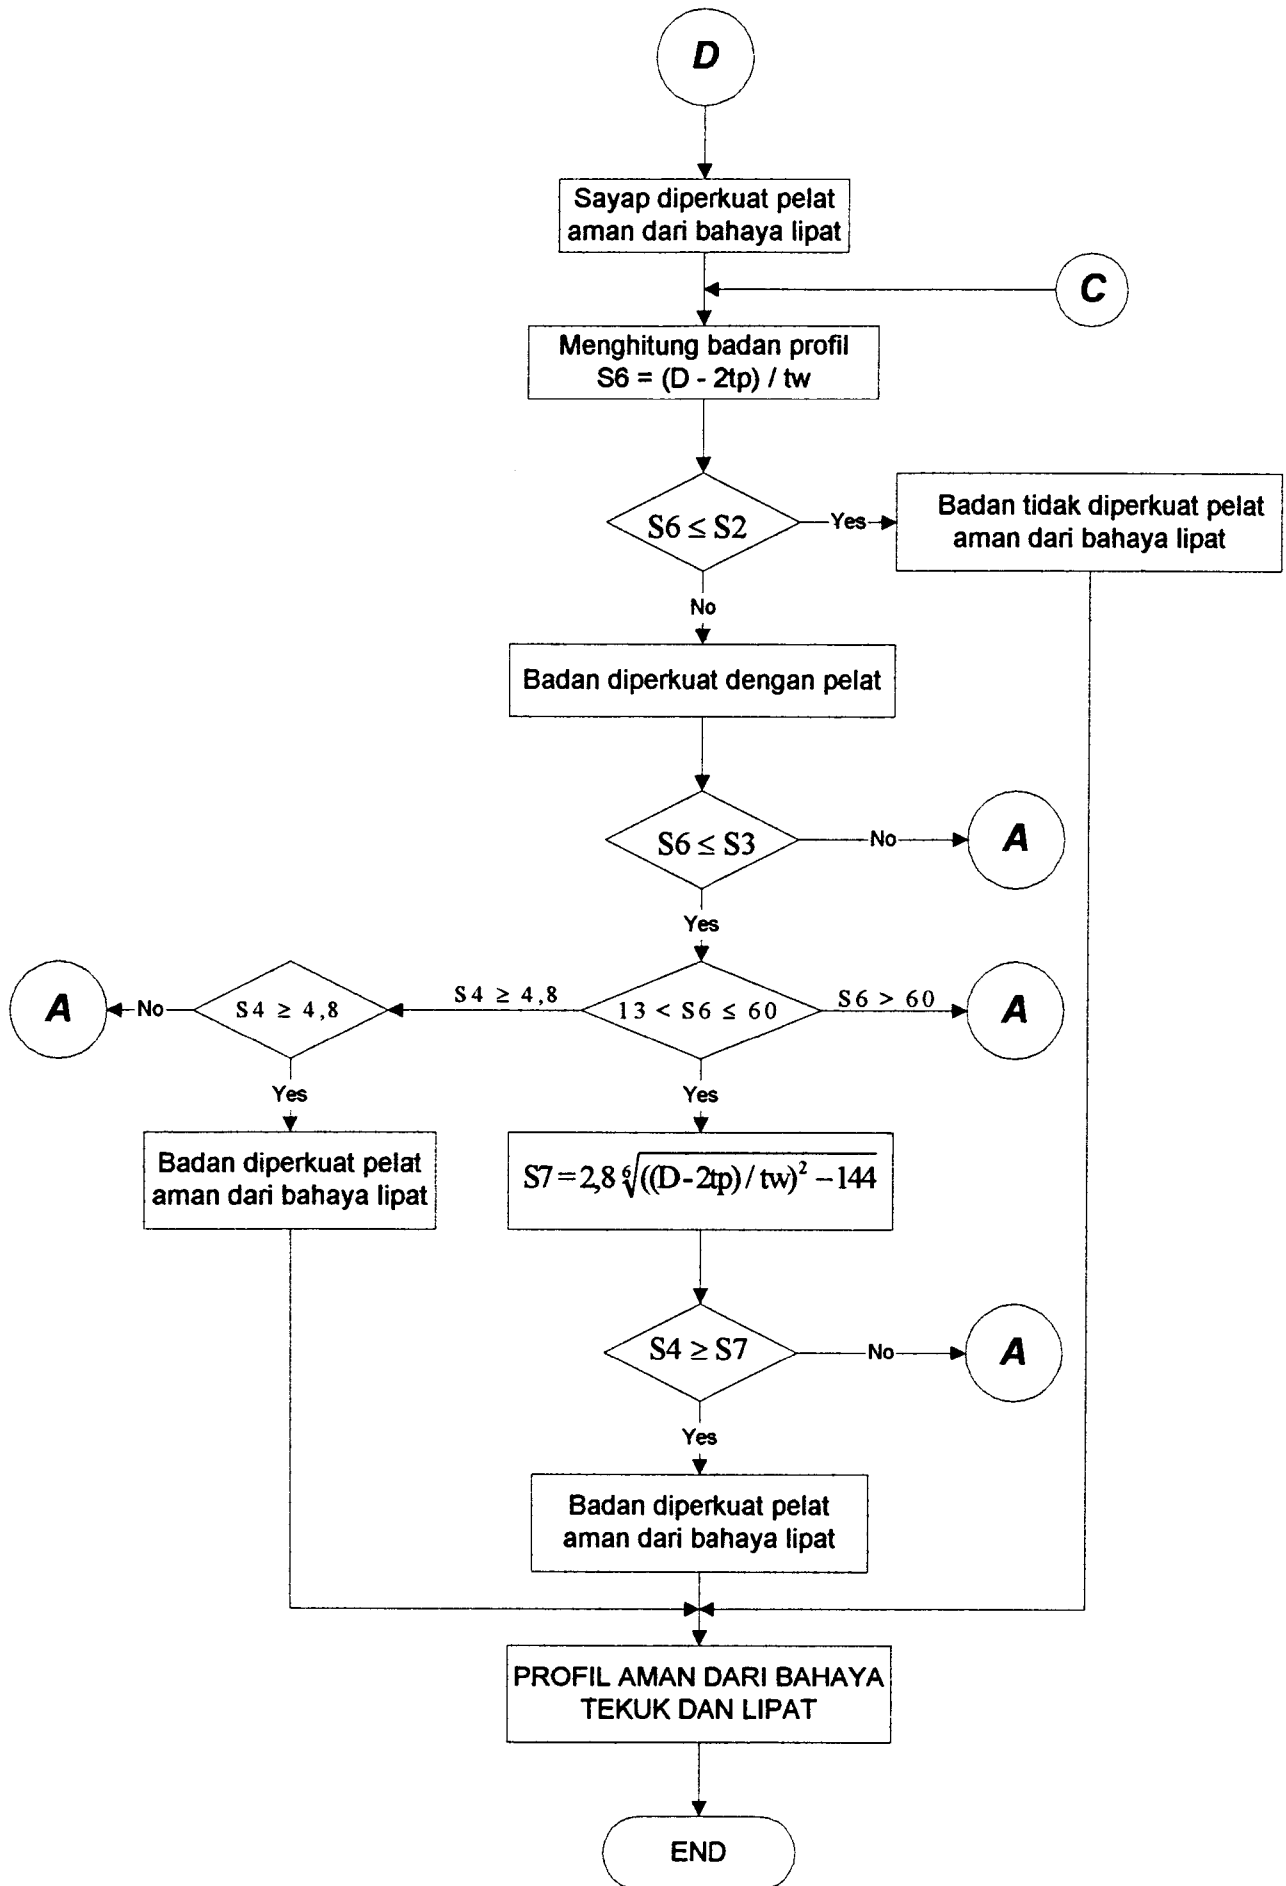 D
Sayap diperkuat pelat
aman dari bahaya lipat
C
Menghitung badan profil
S6 = (D - 2tp) / tw
S6 ≤ S2
Yes
Badan tidak diperkuat pelat
aman dari bahaya lipat
No
Badan diperkuat dengan pelat
S6 ≤ S3
No
A
Yes
A
No
S4 ≥ 4,8
S4 ≥ 4,8
13 < S6 ≤ 60
S6 > 60
A
Yes
Yes
Badan diperkuat pelat
aman dari bahaya lipat
S7 = 2,8 ⁶√((D - 2tp) / tw)² − 144
S4 ≥ S7
No
A
Yes
Badan diperkuat pelat
aman dari bahaya lipat
PROFIL AMAN DARI BAHAYA
TEKUK DAN LIPAT
END